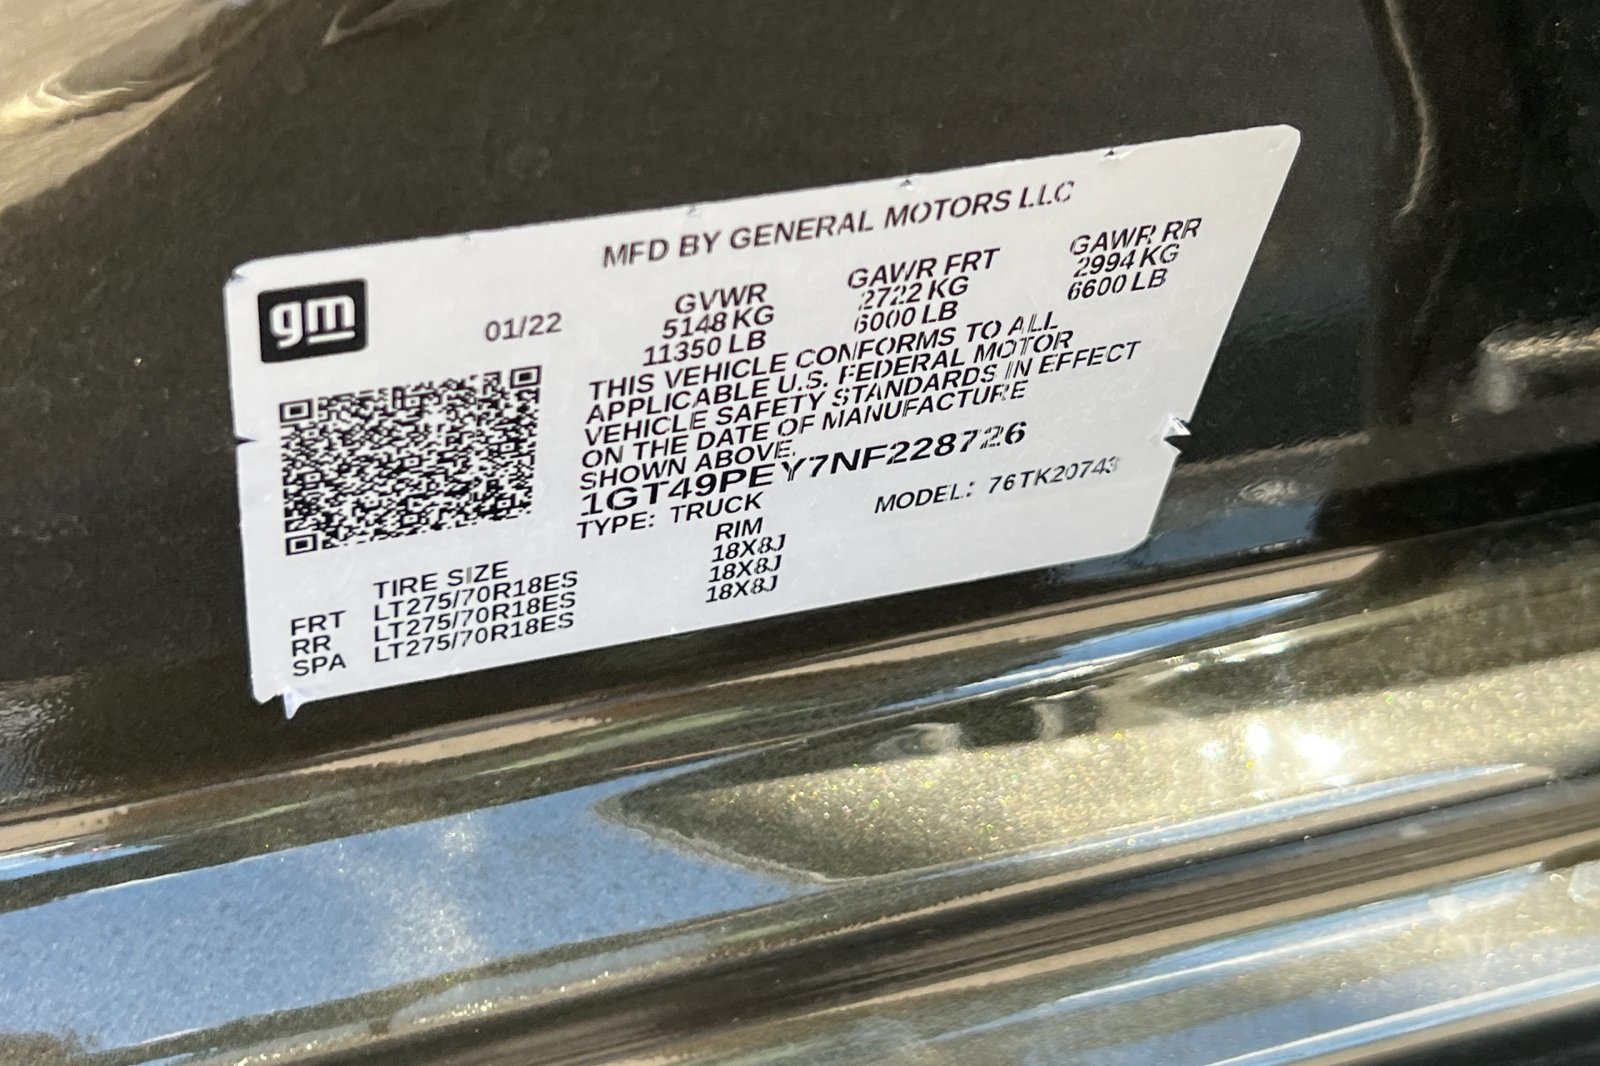 MFD BY GENERAL MOTORS LLC
gm
01/22
GVWR
5148 KG
11350 LB
GAWR FRT
2722 KG
6000 LB
GAWR RR
2994 KG
6600 LB
THIS VEHICLE CONFORMS TO ALL
APPLICABLE U.S. FEDERAL MOTOR
VEHICLE SAFETY STANDARDS IN EFFECT
ON THE DATE OF MANUFACTURE
SHOWN ABOVE.
1GT49PEY7NF228726
TYPE: TRUCK
MODEL: 76TK20743
TIRE SIZE
RIM
FRT LT275/70R18ES 18X8J
RR LT275/70R18ES 18X8J
SPA LT275/70R18ES 18X8J